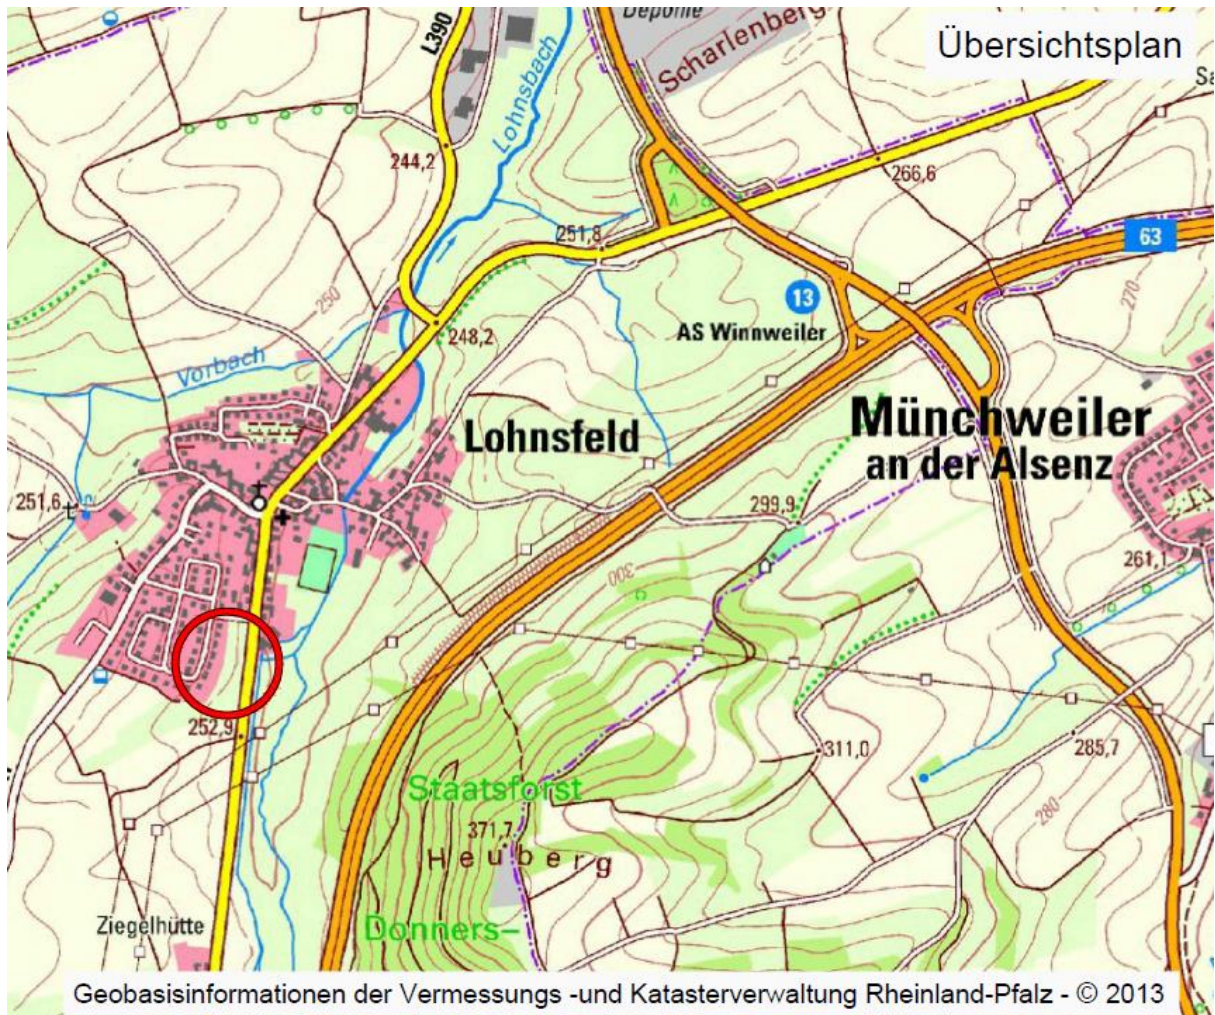 Übersichtsplan
L390
Deponie
Scharlenberg
Lohnsbach
244,2
266,6
251,8
63
13
AS Winnweiler
250
270
248,2
Vorbach
Lohnsfeld
Münchweiler
an der Alsenz
251,6
299,9
300
261,1
252,9
311,0
285,7
280
Staatsforst
371,7
Heuberg
Ziegelhütte
Donners–
Geobasisinformationen der Vermessungs -und Katasterverwaltung Rheinland-Pfalz - © 2013